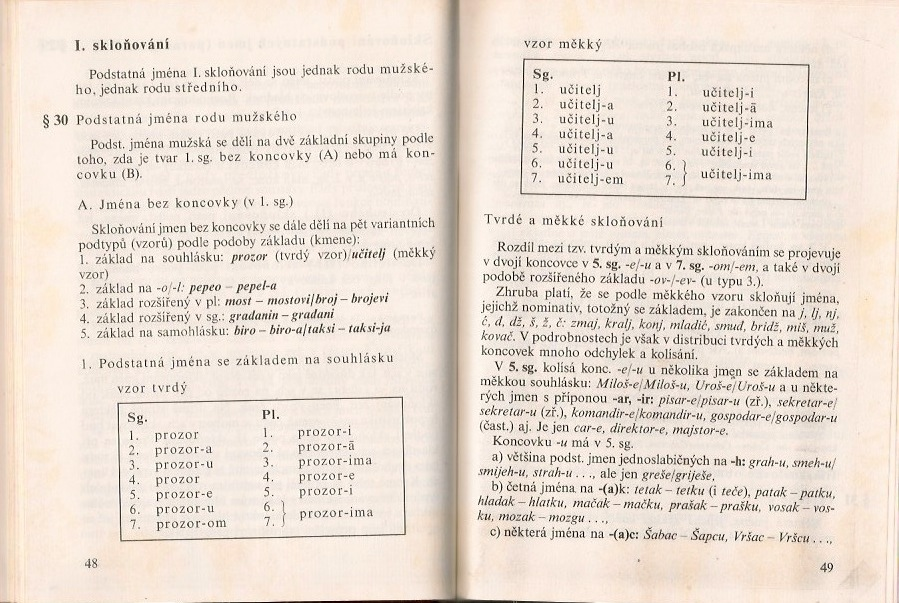 I. skloňování
Podstatná jména I. skloňování jsou jednak rodu mužské-
ho, jednak rodu středního.
§ 30 Podstatná jména rodu mužského
Podst. jména mužská se dělí na dvě základní skupiny podle
toho, zda je tvar 1. sg. bez koncovky (A) nebo má kon-
covku (B).
A. Jména bez koncovky (v 1. sg.)
Skloňování jmen bez koncovky se dále dělí na pět variantních
podtypů (vzorů) podle podoby základu (kmene):
1. základ na souhlásku: prozor (tvrdý vzor)/učitelj (měkký
vzor)
2. základ na -o/-l: pepeo – pepel-a
3. základ rozšířený v pl: most – mostovi/broj – brojevi
4. základ rozšířený v sg.: građanin – građani
5. základ na samohlásku: biro – biro-a/taksi – taksi-ja
1. Podstatná jména se základem na souhlásku
vzor tvrdý
Sg. Pl.
1. prozor 1. prozor-i
2. prozor-a 2. prozor-ā
3. prozor-u 3. prozor-ima
4. prozor 4. prozor-e
5. prozor-e 5. prozor-i
6. prozor-u 6. } prozor-ima
7. prozor-om 7.
48
vzor měkký
Sg. Pl.
1. učitelj 1. učitelj-i
2. učitelj-a 2. učitelj-ā
3. učitelj-u 3. učitelj-ima
4. učitelj-a 4. učitelj-e
5. učitelj-u 5. učitelj-i
6. učitelj-u 6. } učitelj-ima
7. učitelj-em 7.
Tvrdé a měkké skloňování
Rozdíl mezi tzv. tvrdým a měkkým skloňováním se projevuje
v dvojí koncovce v 5. sg. -e/-u a v 7. sg. -om/-em, a také v dvojí
podobě rozšířeného základu -ov-/-ev- (u typu 3.).
Zhruba platí, že se podle měkkého vzoru skloňují jména,
jejichž nominativ, totožný se základem, je zakončen na j, lj, nj,
ć, đ, dž, š, ž, č: zmaj, kralj, konj, mladić, smuđ, bridž, miš, muž,
kovač. V podrobnostech je však v distribuci tvrdých a měkkých
koncovek mnoho odchylek a kolísání.
V 5. sg. kolísá konc. -e/-u u několika jmen se základem na
měkkou souhlásku: Miloš-e/Miloš-u, Uroš-e/Uroš-u a u někte-
rých jmen s příponou -ar, -ir: pisar-e/pisar-u (zř.), sekretar-e/
sekretar-u (zř.), komandir-e/komandir-u, gospodar-e/gospodar-u
(čast.) aj. Je jen car-e, direktor-e, majstor-e.
Koncovku -u má v 5. sg.
a) většina podst. jmen jednoslabičných na -h: grah-u, smeh-u/
smijeh-u, strah-u . . ., ale jen greše/griješe,
b) četná jména na -(a)k: tetak – tetku (i teče), patak – patku,
hladak – hlatku, mačak – mačku, prašak – prašku, vosak – vos-
ku, mozak – mozgu . . .,
c) některá jména na -(a)c: Šabac – Šapcu, Vršac – Vršcu . . .,
49